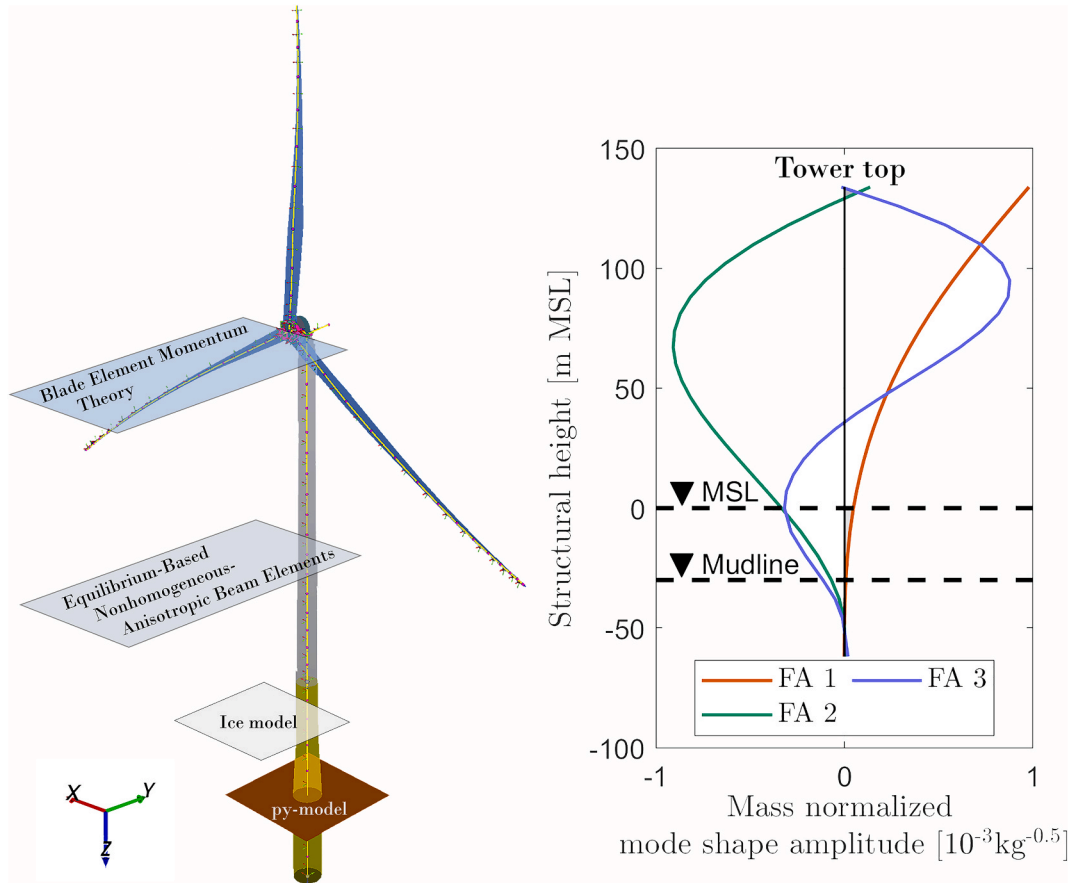 Blade Element Momentum
Theory
Equilibrium-Based
Nonhomogeneous-
Anisotropic Beam Elements
Ice model
py-model
X
Y
Z
150
100
50
0
-50
-100
Structural height [m MSL]
Tower top
MSL
Mudline
FA 1
FA 3
FA 2
-1
0
1
Mass normalized
mode shape amplitude [10⁻³kg⁻⁰·⁵]